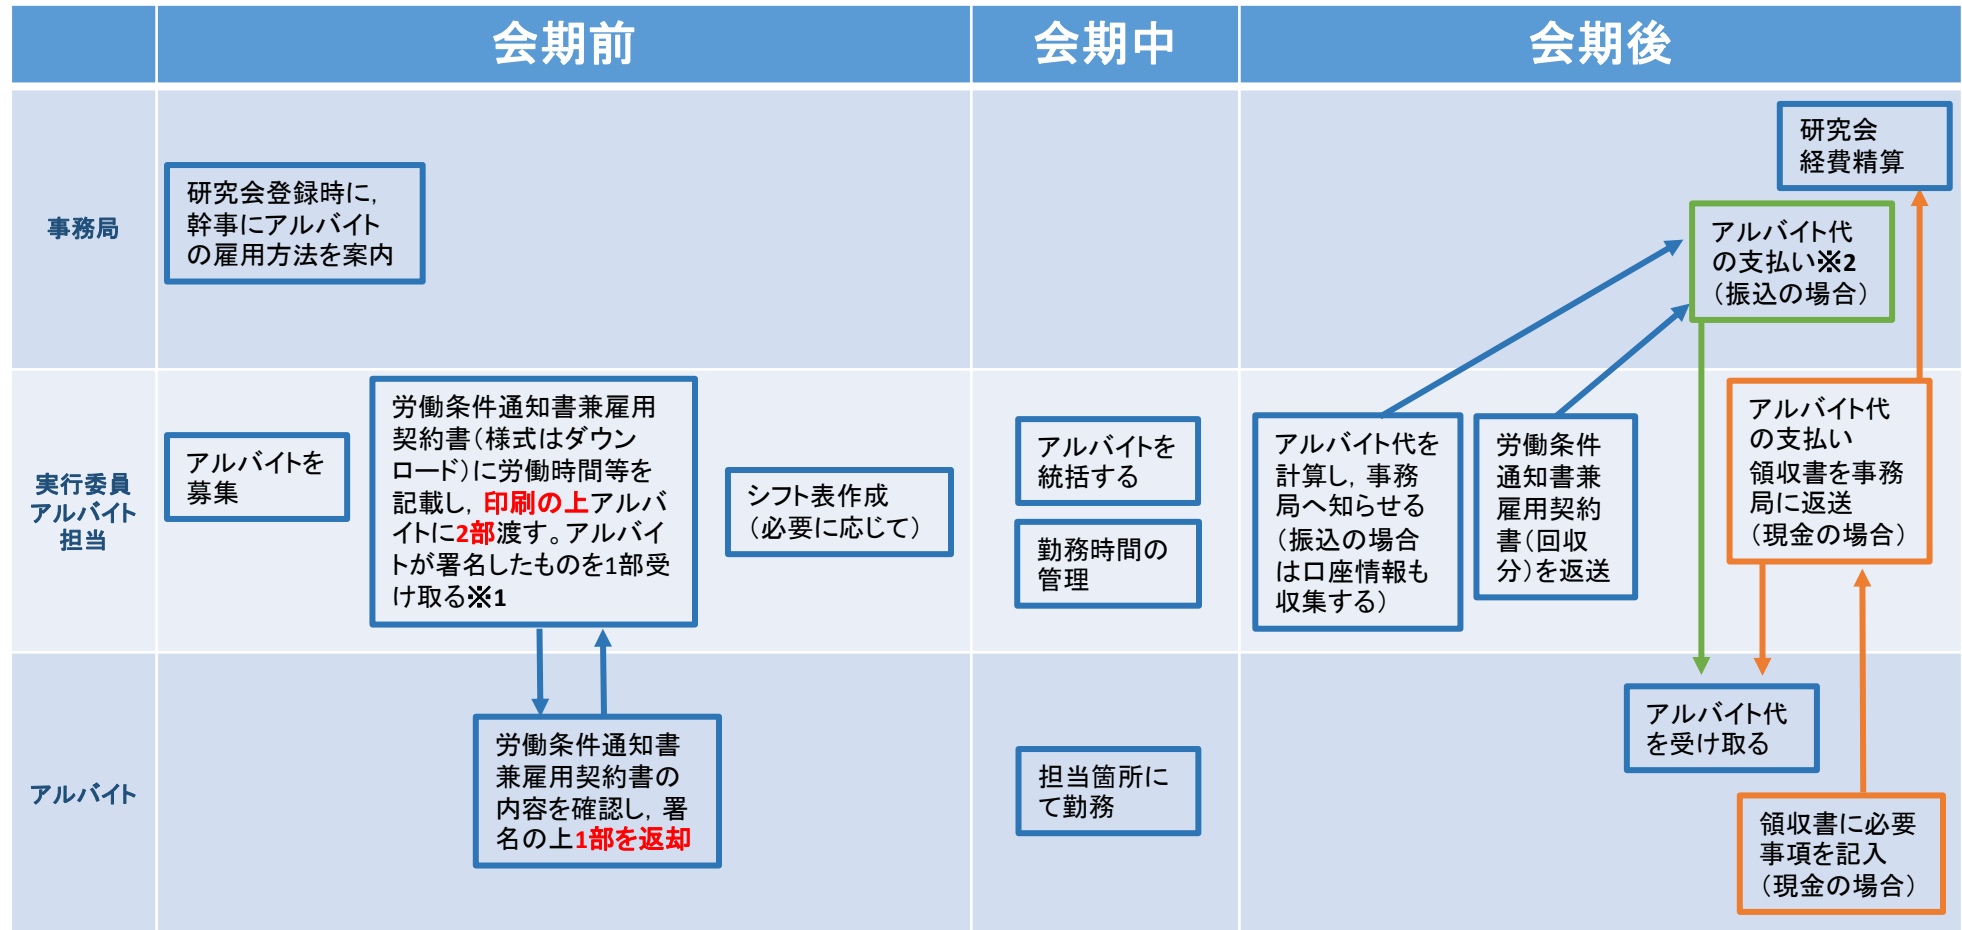 会期前
会期中
会期後
事務局
研究会登録時に,
幹事にアルバイト
の雇用方法を案内
研究会
経費精算
アルバイト代
の支払い※2
（振込の場合）
実行委員
アルバイト
担当
アルバイトを
募集
労働条件通知書兼雇用
契約書（様式はダウン
ロード）に労働時間等を
記載し, 印刷の上アルバ
イトに2部渡す。アルバイ
トが署名したものを1部受
け取る※1
シフト表作成
（必要に応じて）
アルバイトを
統括する
勤務時間の
管理
アルバイト代を
計算し, 事務
局へ知らせる
（振込の場合
は口座情報も
収集する）
労働条件
通知書兼
雇用契約
書（回収
分）を返送
アルバイト代
の支払い
領収書を事務
局に返送
（現金の場合）
アルバイト
労働条件通知書
兼雇用契約書の
内容を確認し, 署
名の上1部を返却
担当箇所に
て勤務
アルバイト代
を受け取る
領収書に必要
事項を記入
（現金の場合）